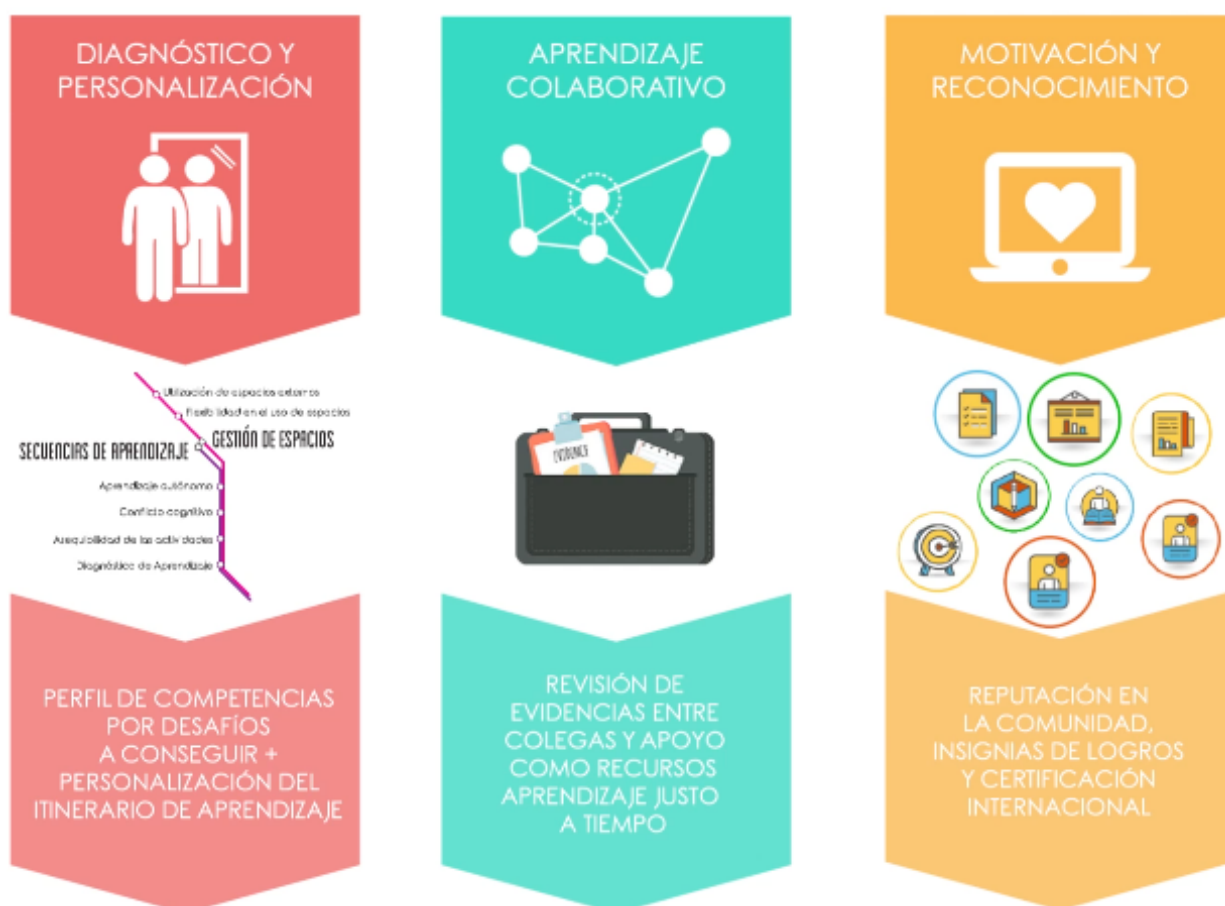 DIAGNÓSTICO Y
PERSONALIZACIÓN
Utilización de espacios externos
Flexibilidad en el uso de espacios
GESTIÓN DE ESPACIOS
SECUENCIAS DE APRENDIZAJE
Aprendizaje autónomo
Conflicto cognitivo
Asequibilidad de las actividades
Diagnóstico de Aprendizaje
PERFIL DE COMPETENCIAS
POR DESAFÍOS
A CONSEGUIR +
PERSONALIZACIÓN DEL
ITINERARIO DE APRENDIZAJE
APRENDIZAJE
COLABORATIVO
EVIDENCE
REVISIÓN DE
EVIDENCIAS ENTRE
COLEGAS Y APOYO
COMO RECURSOS
APRENDIZAJE JUSTO
A TIEMPO
MOTIVACIÓN Y
RECONOCIMIENTO
REPUTACIÓN EN
LA COMUNIDAD,
INSIGNIAS DE LOGROS
Y CERTIFICACIÓN
INTERNACIONAL